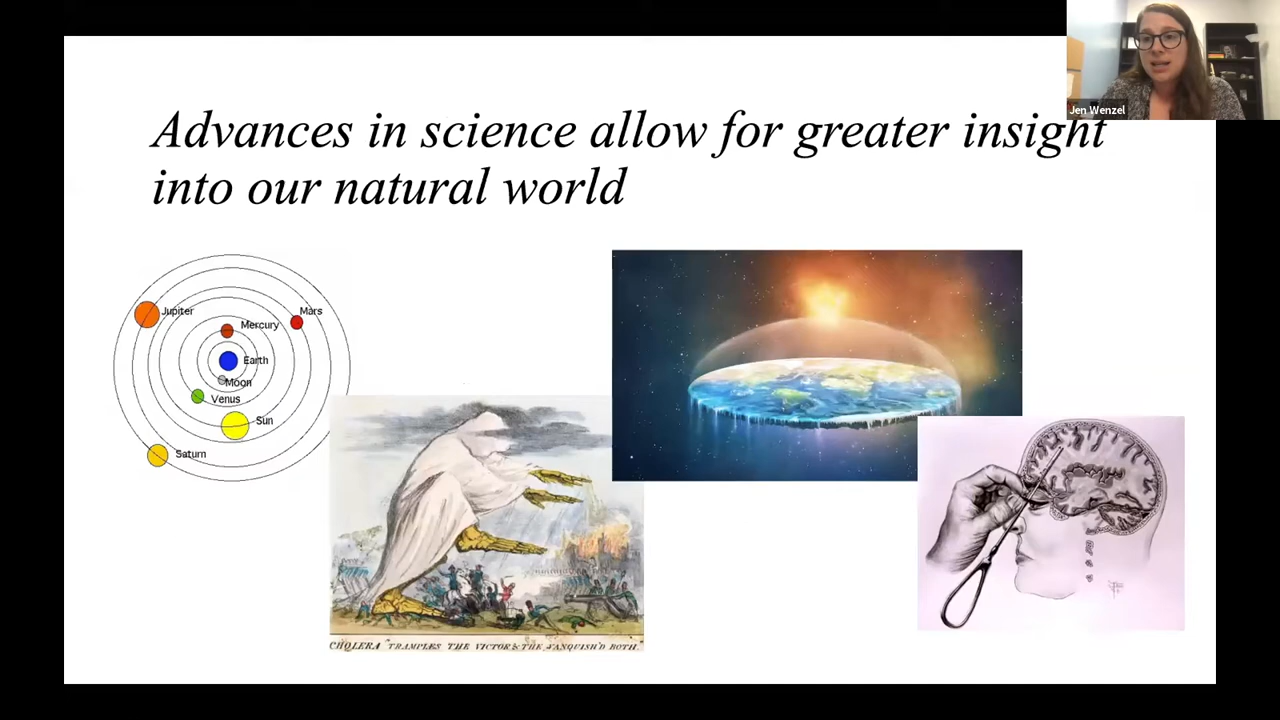 Jen Wenzel
Advances in science allow for greater insight
into our natural world
Jupiter
Mars
Mercury
Earth
Moon
Venus
Sun
Saturn
CHOLERA "TRAMPLES THE VICTOR & THE VANQUISH'D BOTH."